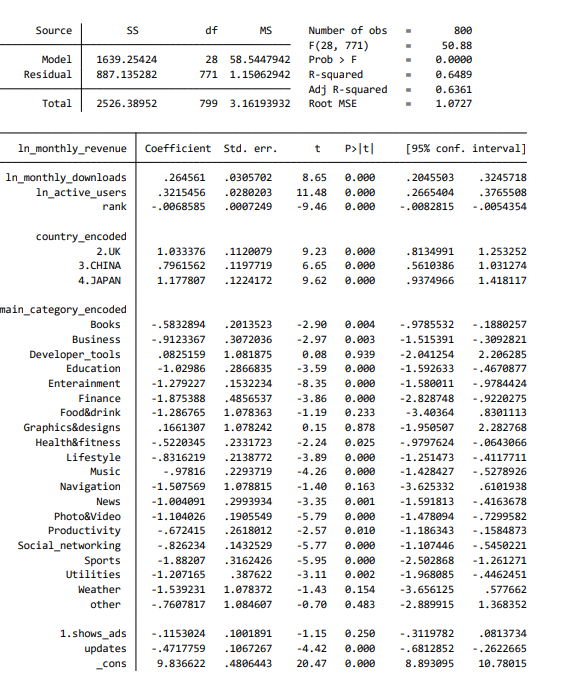 Source | SS df MS Number of obs = 800
F(28, 771) = 50.88
Model | 1639.25424 28 58.5447942 Prob > F = 0.0000
Residual | 887.135282 771 1.15062942 R-squared = 0.6489
Adj R-squared = 0.6361
Total | 2526.38952 799 3.16193932 Root MSE = 1.0727
ln_monthly_revenue | Coefficient Std. err. t P>|t| [95% conf. interval]
ln_monthly_downloads | .264561 .0305702 8.65 0.000 .2045503 .3245718
ln_active_users | .3215456 .0280203 11.48 0.000 .2665404 .3765508
rank | -.0068585 .0007249 -9.46 0.000 -.0082815 -.0054354
country_encoded |
2.UK | 1.033376 .1120079 9.23 0.000 .8134991 1.253252
3.CHINA | .7961562 .1197719 6.65 0.000 .5610386 1.031274
4.JAPAN | 1.177807 .1224172 9.62 0.000 .9374966 1.418117
main_category_encoded |
Books | -.5832894 .2013523 -2.90 0.004 -.9785532 -.1880257
Business | -.9123367 .3072036 -2.97 0.003 -1.515391 -.3092821
Developer_tools | .0825159 1.081875 0.08 0.939 -2.041254 2.206285
Education | -1.02986 .2866835 -3.59 0.000 -1.592633 -.4670877
Enterainment | -1.279227 .1532234 -8.35 0.000 -1.580011 -.9784424
Finance | -1.875388 .4856537 -3.86 0.000 -2.828748 -.9220275
Food&drink | -1.286765 1.078363 -1.19 0.233 -3.40364 .8301113
Graphics&designs | .1661307 1.078242 0.15 0.878 -1.950507 2.282768
Health&fitness | -.5220345 .2331723 -2.24 0.025 -.9797624 -.0643066
Lifestyle | -.8316219 .2138772 -3.89 0.000 -1.251473 -.4117711
Music | -.97816 .2293719 -4.26 0.000 -1.428427 -.5278926
Navigation | -1.507569 1.078815 -1.40 0.163 -3.625332 .6101938
News | -1.004091 .2993934 -3.35 0.001 -1.591813 -.4163678
Photo&Video | -1.104026 .1905549 -5.79 0.000 -1.478094 -.7299582
Productivity | -.672415 .2618012 -2.57 0.010 -1.186343 -.1584873
Social_networking | -.826234 .1432529 -5.77 0.000 -1.107446 -.5450221
Sports | -1.88207 .3162426 -5.95 0.000 -2.502868 -1.261271
Utilities | -1.207165 .387622 -3.11 0.002 -1.968085 -.4462451
Weather | -1.539231 1.078372 -1.43 0.154 -3.656125 .577662
other | -.7607817 1.084607 -0.70 0.483 -2.889915 1.368352
1.shows_ads | -.1153024 .1001891 -1.15 0.250 -.3119782 .0813734
updates | -.4717759 .1067267 -4.42 0.000 -.6812852 -.2622665
_cons | 9.836622 .4806443 20.47 0.000 8.893095 10.78015